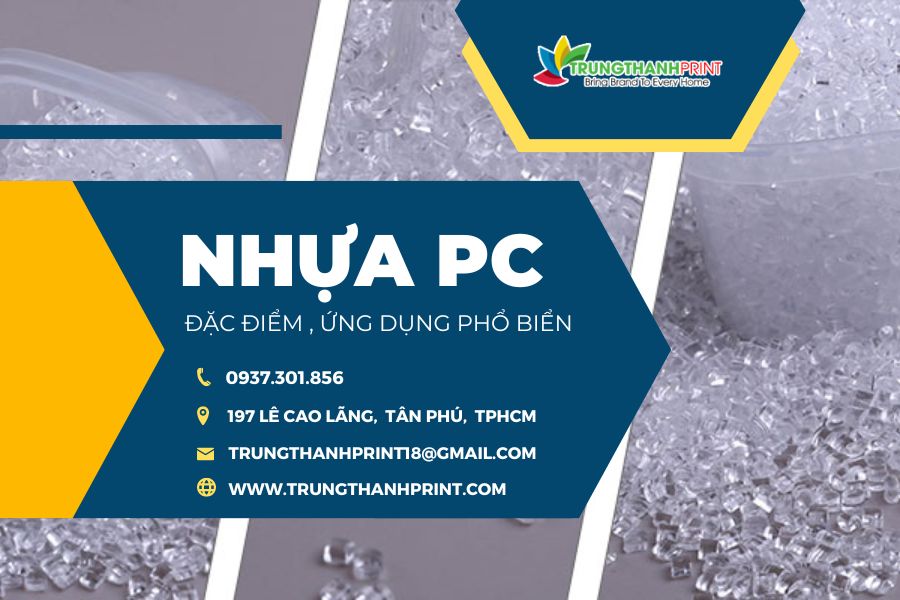 TRUNGTHANHPRINT
Bring Brand To Every Home
NHỰA PC
ĐẶC ĐIỂM , ỨNG DỤNG PHỔ BIỂN
0937.301.856
197 LÊ CAO LÃNG, TÂN PHÚ, TPHCM
TRUNGTHANHPRINT18@GMAIL.COM
WWW.TRUNGTHANHPRINT.COM